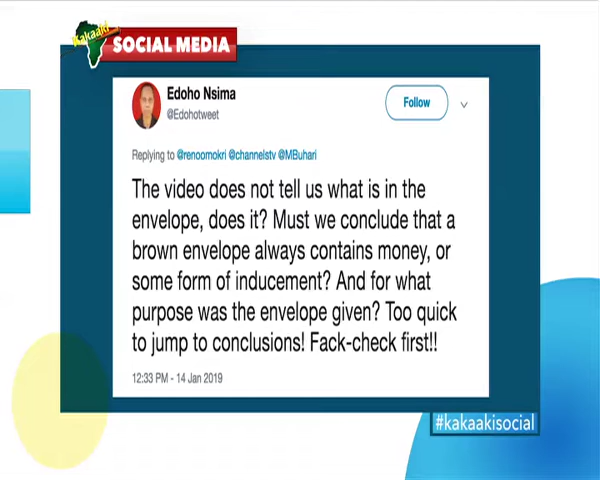 Kakaaki
SOCIAL MEDIA
Edoho Nsima
@Edohotweet
Follow
Replying to @renoomokri @channelstv @MBuhari
The video does not tell us what is in the
envelope, does it? Must we conclude that a
brown envelope always contains money, or
some form of inducement? And for what
purpose was the envelope given? Too quick
to jump to conclusions! Fack-check first!!
12:33 PM - 14 Jan 2019
#kakaakisocial